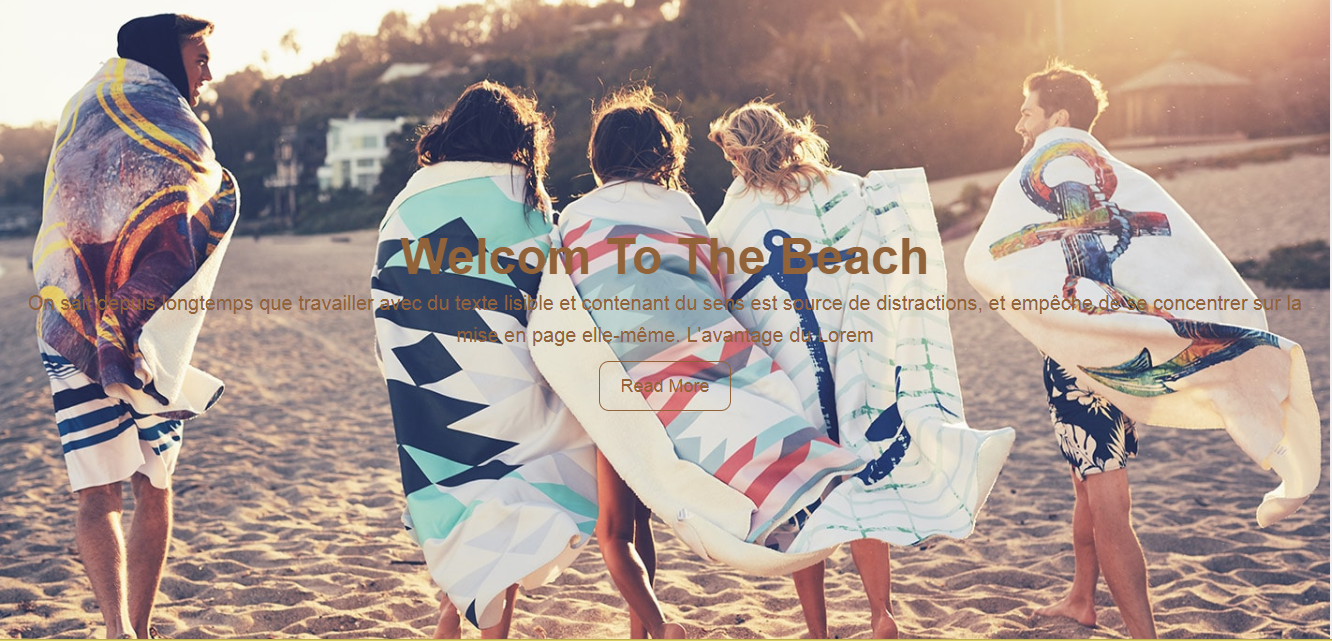 Welcom To The Beach
On sait depuis longtemps que travailler avec du texte lisible et contenant du sens est source de distractions, et empêche de se concentrer sur la
mise en page elle-même. L'avantage du Lorem
Read More